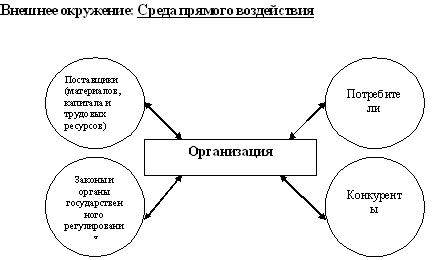 Внешнее окружение: Среда прямого воздействия
Поставщики
(материалов,
капитала и
трудовых
ресурсов)
Потребите
ли
Организация
Законы и
органы
государствен
ного
регулировани
я
Конкурент
ы